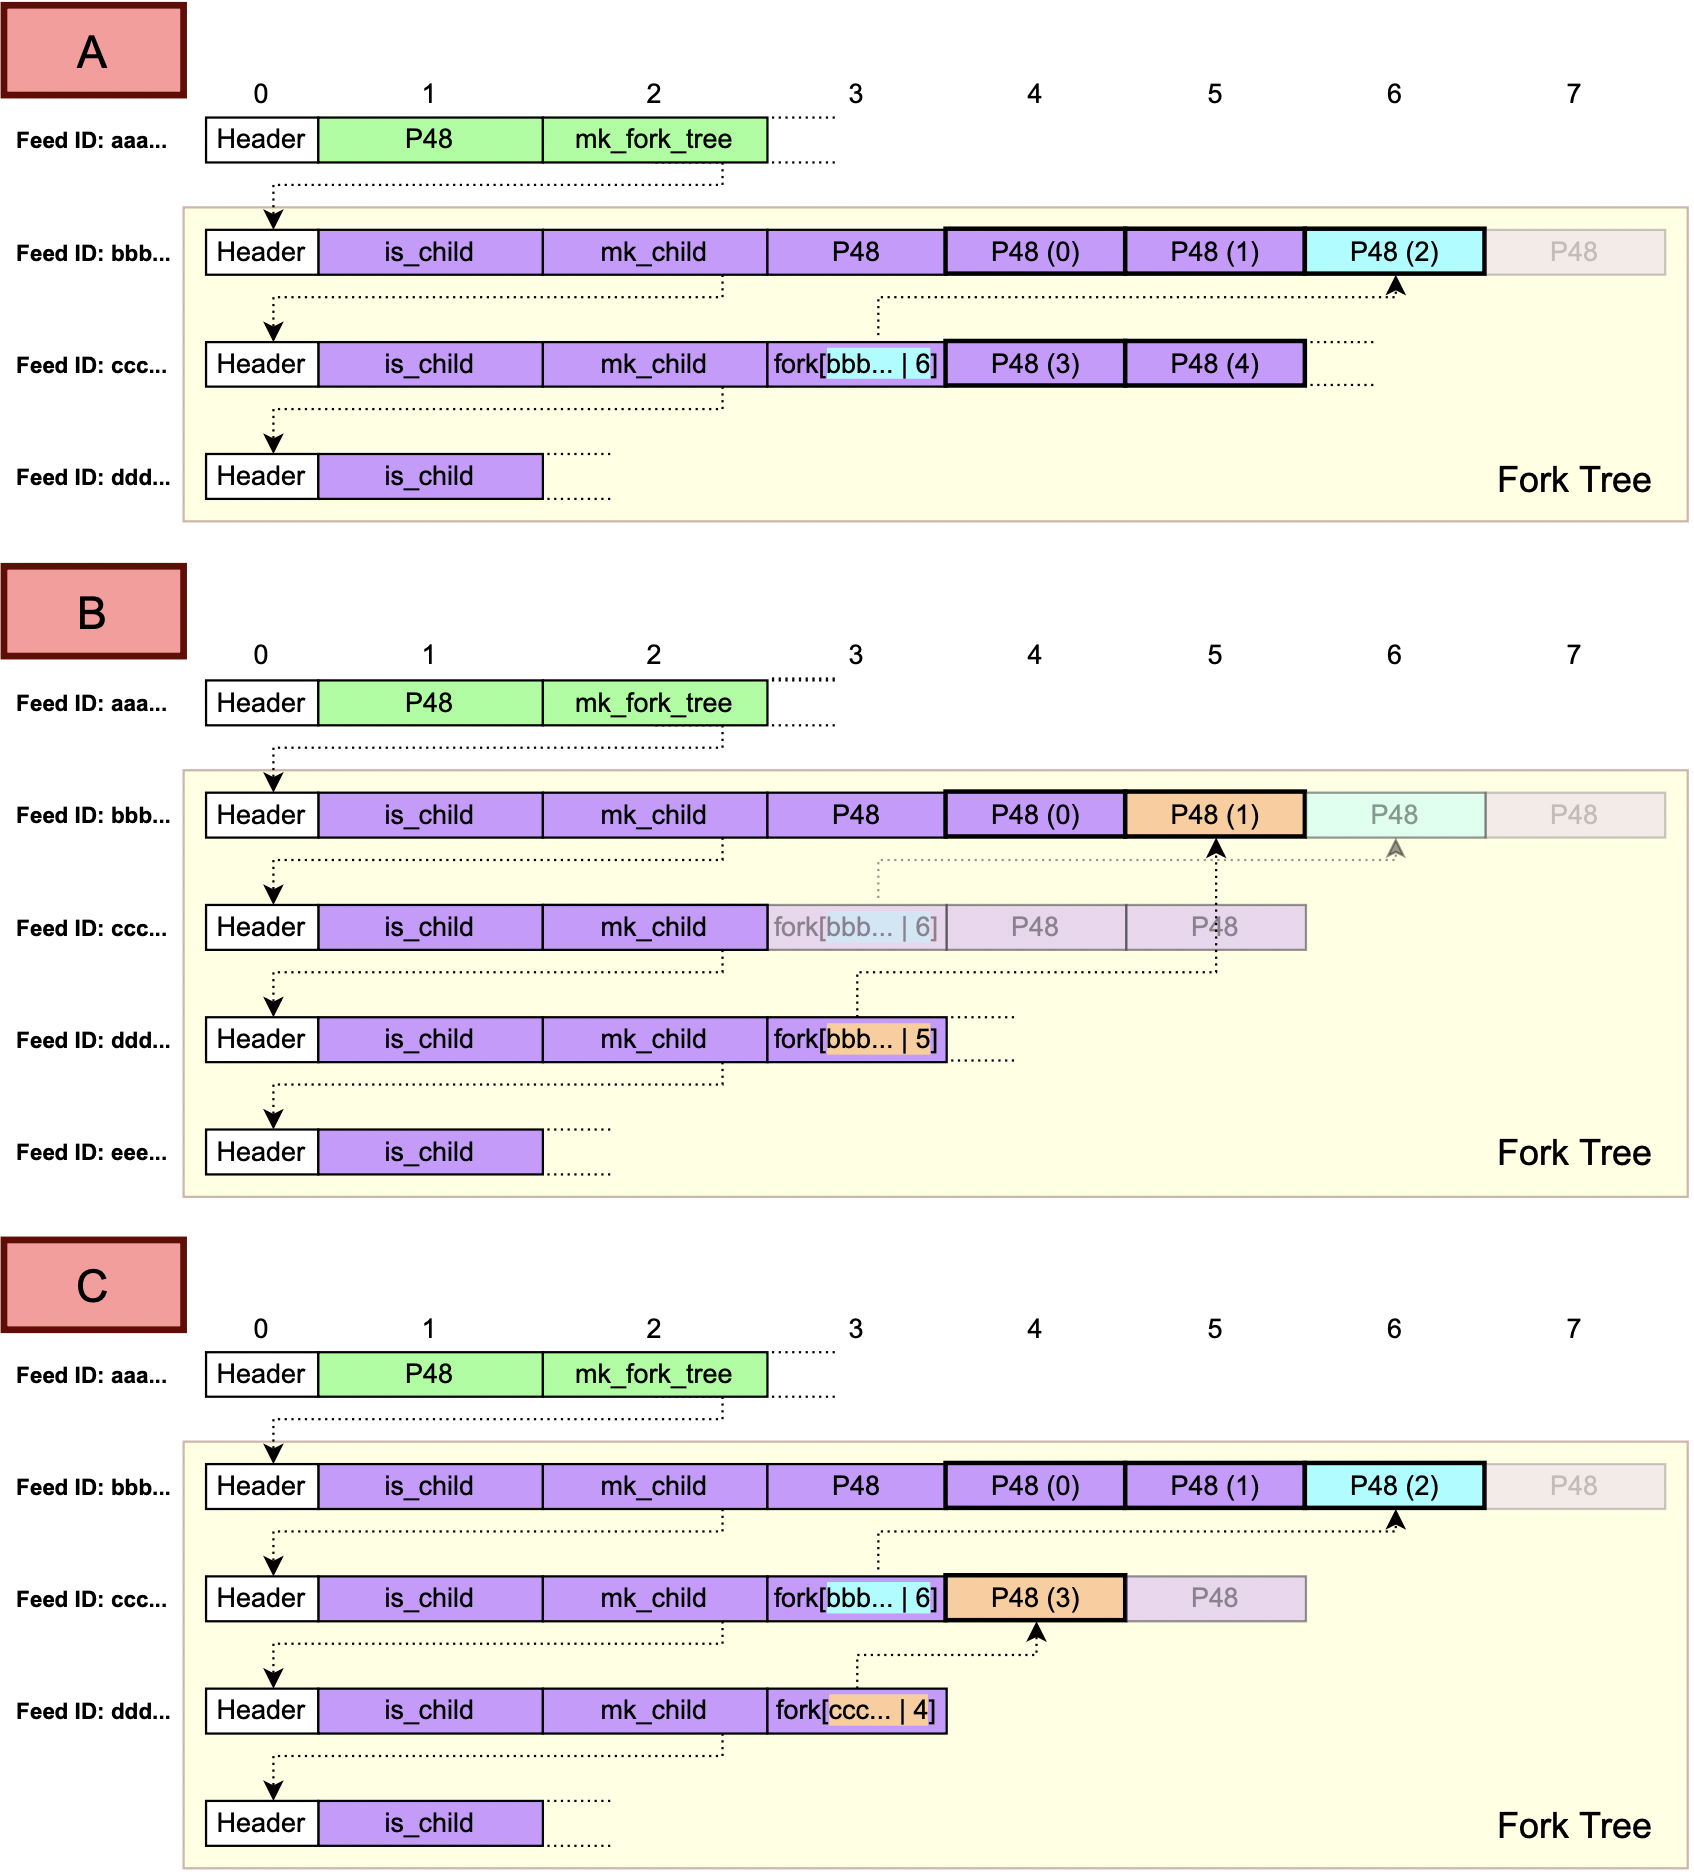 A
0 1 2 3 4 5 6 7
Feed ID: aaa... Header P48 mk_fork_tree
Feed ID: bbb... Header is_child mk_child P48 P48 (0) P48 (1) P48 (2) P48
Feed ID: ccc... Header is_child mk_child fork[bbb... | 6] P48 (3) P48 (4)
Feed ID: ddd... Header is_child Fork Tree
B
0 1 2 3 4 5 6 7
Feed ID: aaa... Header P48 mk_fork_tree
Feed ID: bbb... Header is_child mk_child P48 P48 (0) P48 (1) P48 P48
Feed ID: ccc... Header is_child mk_child fork[bbb... | 6] P48 P48
Feed ID: ddd... Header is_child mk_child fork[bbb... | 5]
Feed ID: eee... Header is_child Fork Tree
C
0 1 2 3 4 5 6 7
Feed ID: aaa... Header P48 mk_fork_tree
Feed ID: bbb... Header is_child mk_child P48 P48 (0) P48 (1) P48 (2) P48
Feed ID: ccc... Header is_child mk_child fork[bbb... | 6] P48 (3) P48
Feed ID: ddd... Header is_child mk_child fork[ccc... | 4]
Header is_child Fork Tree